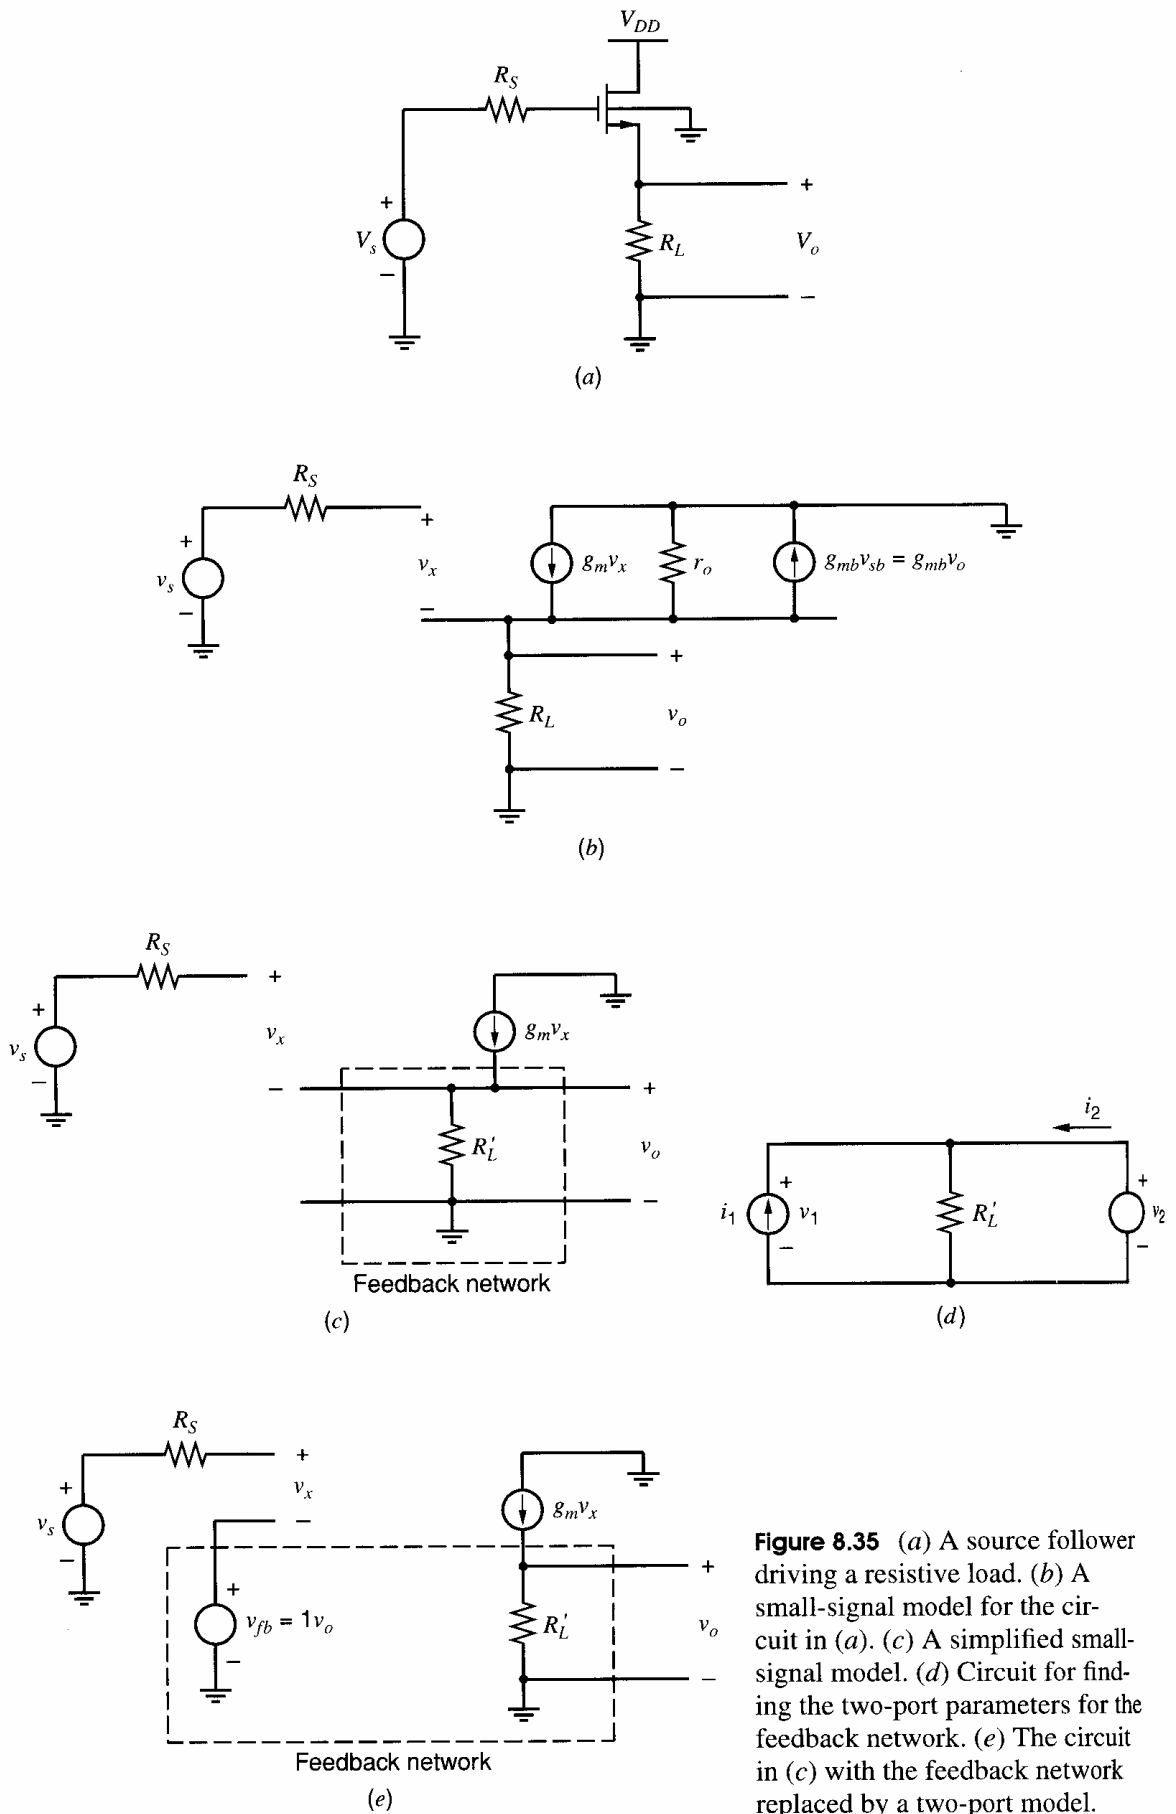 V_DD
R_S
+
V_s
−
+
R_L
V_o
−
(a)
R_S
+
v_s
−
+
v_x
−
g_m v_x
r_o
g_mb v_sb = g_mb v_o
+
R_L
v_o
−
(b)
R_S
+
v_s
−
+
v_x
−
g_m v_x
+
R_L′
v_o
−
Feedback network
(c)
i_2
+
i_1
v_1
−
R_L′
+
v_2
−
(d)
R_S
+
v_s
−
+
v_x
−
+
v_fb = 1v_o
−
g_m v_x
+
R_L′
v_o
−
Feedback network
(e)
Figure 8.35 (a) A source follower
driving a resistive load. (b) A
small-signal model for the cir-
cuit in (a). (c) A simplified small-
signal model. (d) Circuit for find-
ing the two-port parameters for the
feedback network. (e) The circuit
in (c) with the feedback network
replaced by a two-port model.